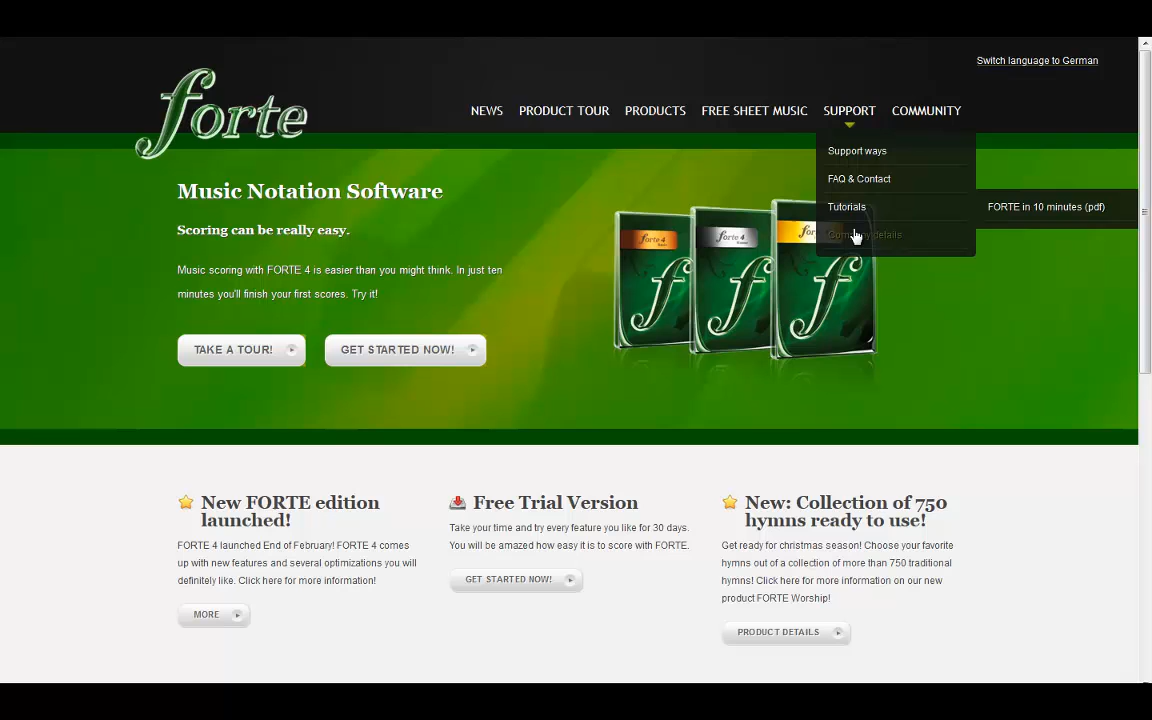 Switch language to German
forte
NEWS PRODUCT TOUR PRODUCTS FREE SHEET MUSIC SUPPORT COMMUNITY
Support ways
FAQ & Contact
Tutorials
FORTE in 10 minutes (pdf)
Company details
Music Notation Software
Scoring can be really easy.
Music scoring with FORTE 4 is easier than you might think. In just ten
minutes you'll finish your first scores. Try it!
TAKE A TOUR!
GET STARTED NOW!
forte 4
forte 4
New FORTE edition
launched!
FORTE 4 launched End of February! FORTE 4 comes
up with new features and several optimizations you will
definitely like. Click here for more information!
MORE
Free Trial Version
Take your time and try every feature you like for 30 days.
You will be amazed how easy it is to score with FORTE.
GET STARTED NOW!
New: Collection of 750
hymns ready to use!
Get ready for christmas season! Choose your favorite
hymns out of a collection of more than 750 traditional
hymns! Click here for more information on our new
product FORTE Worship!
PRODUCT DETAILS